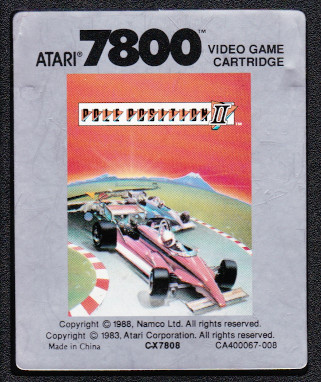 ATARI® 7800™ VIDEO GAME
CARTRIDGE
POLE POSITION II™
Copyright © 1988, Namco Ltd. All rights reserved.
Copyright © 1983, Atari Corporation. All rights reserved.
Made in China CX7808 CA400067-008